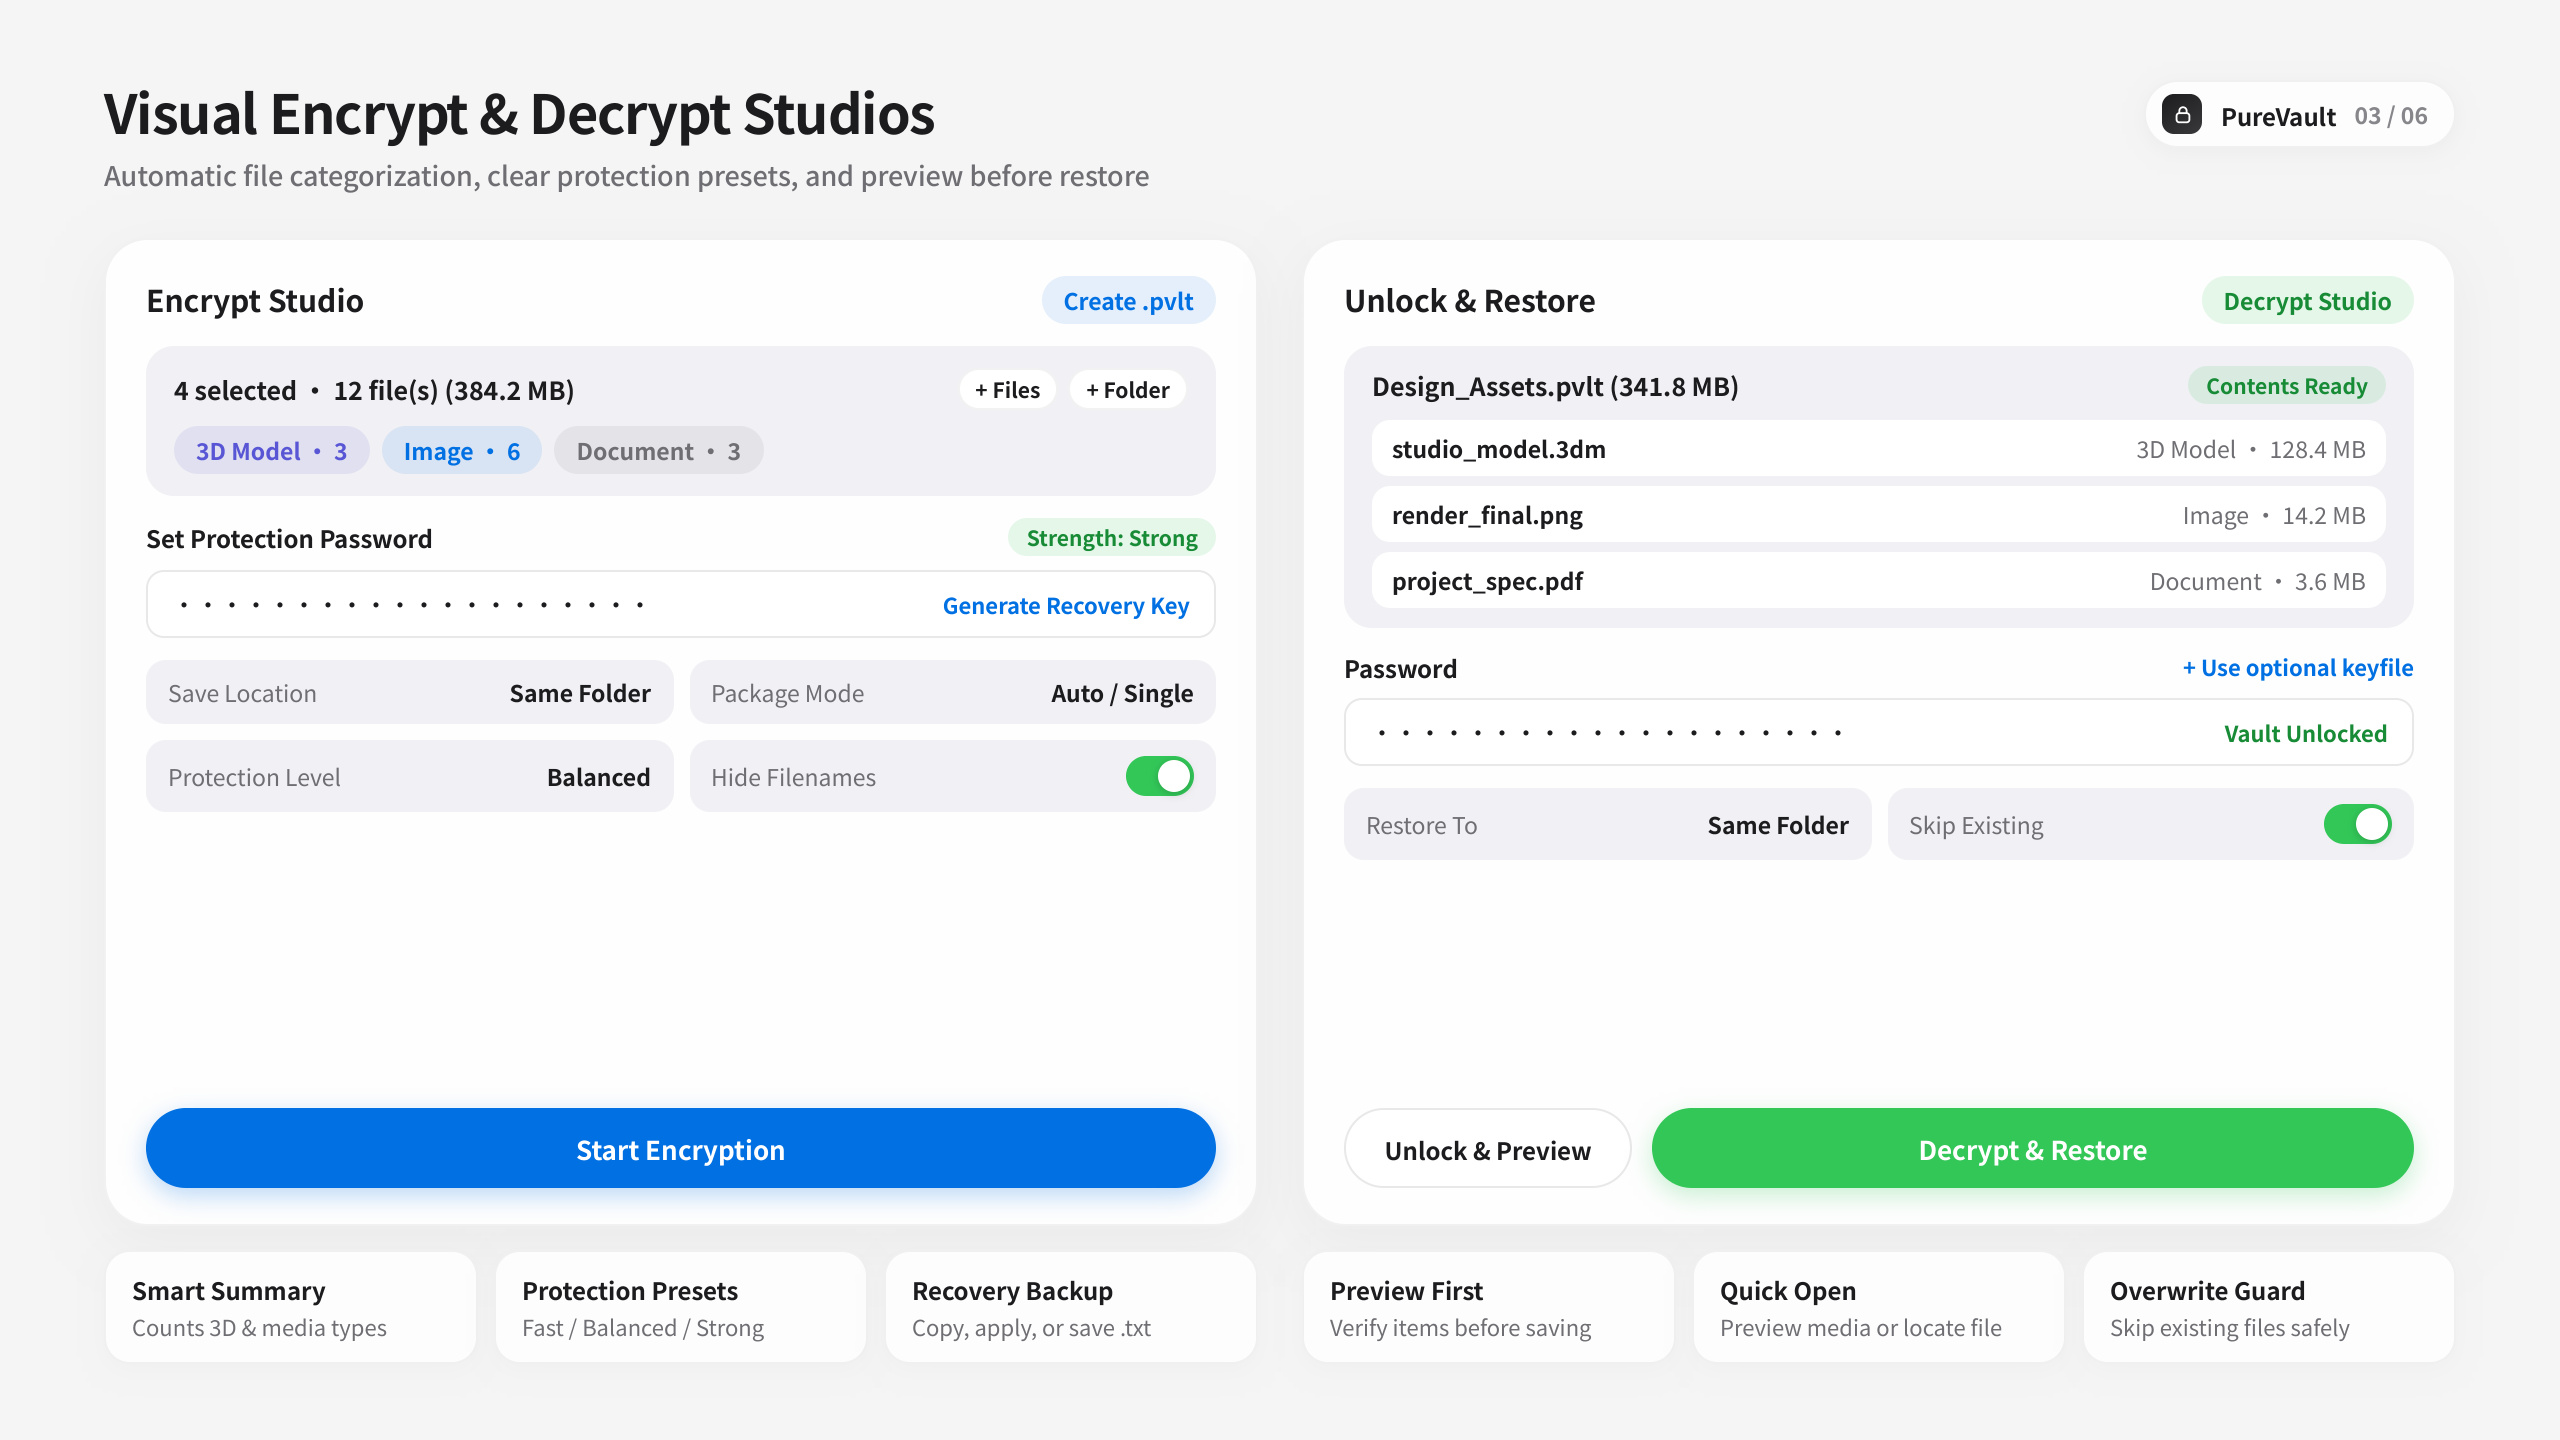 Visual Encrypt & Decrypt Studios
Automatic file categorization, clear protection presets, and preview before restore
PureVault 03 / 06
Encrypt Studio
Create .pvlt
4 selected • 12 file(s) (384.2 MB)
+ Files
+ Folder
3D Model • 3
Image • 6
Document • 3
Set Protection Password
Strength: Strong
• • • • • • • • • • • • • • • • • • • •
Generate Recovery Key
Save Location
Same Folder
Package Mode
Auto / Single
Protection Level
Balanced
Hide Filenames
Start Encryption
Unlock & Restore
Decrypt Studio
Design_Assets.pvlt (341.8 MB)
Contents Ready
studio_model.3dm
3D Model • 128.4 MB
render_final.png
Image • 14.2 MB
project_spec.pdf
Document • 3.6 MB
Password
+ Use optional keyfile
• • • • • • • • • • • • • • • • • • • •
Vault Unlocked
Restore To
Same Folder
Skip Existing
Unlock & Preview
Decrypt & Restore
Smart Summary
Counts 3D & media types
Protection Presets
Fast / Balanced / Strong
Recovery Backup
Copy, apply, or save .txt
Preview First
Verify items before saving
Quick Open
Preview media or locate file
Overwrite Guard
Skip existing files safely